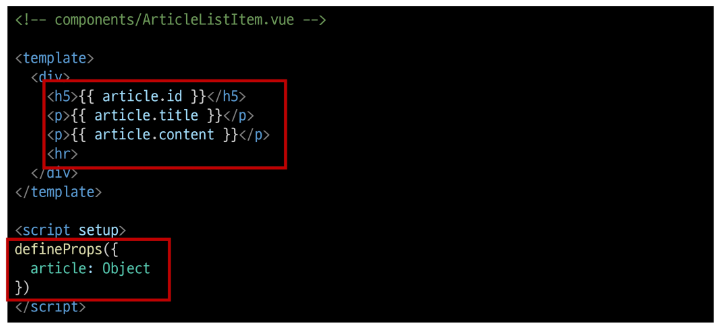 <!-- components/ArticleListItem.vue -->
<template>
<div>
<h5>{{ article.id }}</h5>
<p>{{ article.title }}</p>
<p>{{ article.content }}</p>
<hr>
</div>
</template>
<script setup>
defineProps({
article: Object
})
</script>